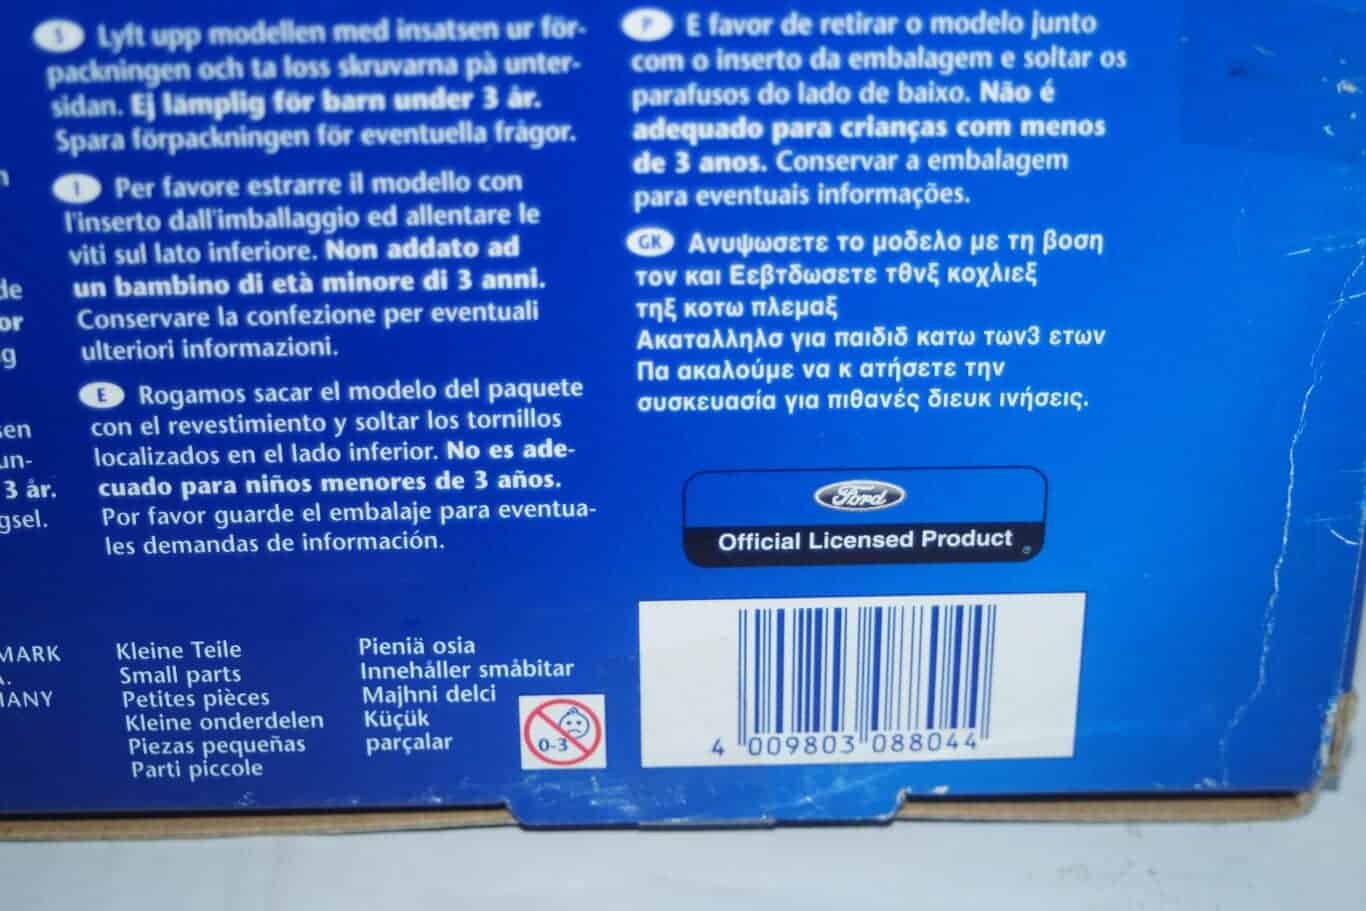 n
de
or
g
sen
un-
3 år.
gsel.
S Lyft upp modellen med insatsen ur för-
packningen och ta loss skruvarna på unter-
sidan. Ej lämplig för barn under 3 år.
Spara förpackningen för eventuella frågor.
I Per favore estrarre il modello con
l'inserto dall'imballaggio ed allentare le
viti sul lato inferiore. Non addato ad
un bambino di età minore di 3 anni.
Conservare la confezione per eventuali
ulteriori informazioni.
E Rogamos sacar el modelo del paquete
con el revestimiento y soltar los tornillos
localizados en el lado inferior. No es ade-
cuado para niños menores de 3 años.
Por favor guarde el embalaje para eventua-
les demandas de información.
P E favor de retirar o modelo junto
com o inserto da embalagem e soltar os
parafusos do lado de baixo. Não é
adequado para crianças com menos
de 3 anos. Conservar a embalagem
para eventuais informações.
GK Ανυψωσετε το μοδελο με τη βοση
τον και Εεβτδωσετε τθνξ κοχλιεξ
τηξ κοτω πλεμαξ
Ακαταλληλσ για παιδιδ κατω των3 ετων
Πα ακαλούμε να κ ατήσετε την
συσκευασία για πιθανές διευκ ινήσεις.
Ford
Official Licensed Product
MARK
A.
MANY
Kleine Teile
Small parts
Petites pièces
Kleine onderdelen
Piezas pequeñas
Parti piccole
Pieniä osia
Innehåller småbitar
Majhni delci
Küçük
parçalar
0-3
4 009803 088044